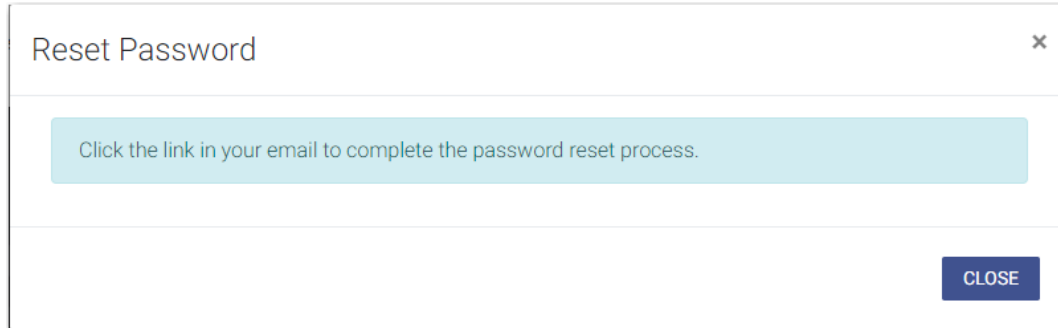 Reset Password
×
Click the link in your email to complete the password reset process.
CLOSE